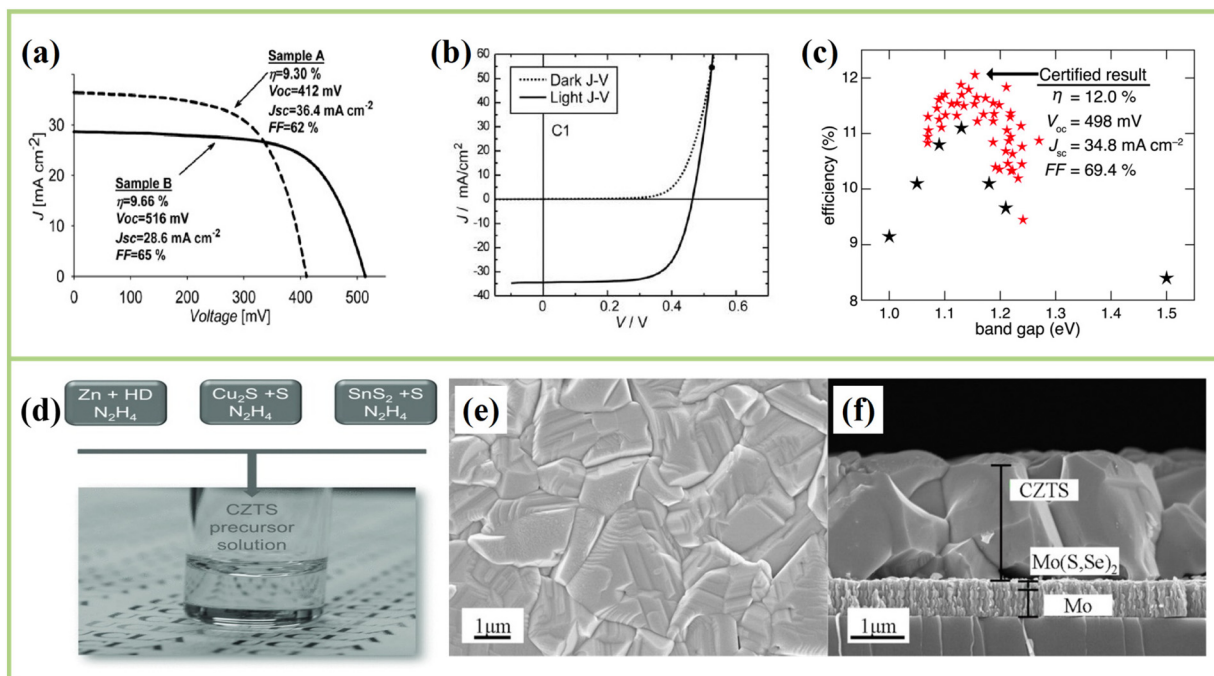 (a)
Sample A
η=9.30 %
Voc=412 mV
Jsc=36.4 mA cm⁻²
FF=62 %
J [mA cm⁻²]
30
20
10
0
Sample B
η=9.66 %
Voc=516 mV
Jsc=28.6 mA cm⁻²
FF=65 %
0 100 200 300 400 500
Voltage [mV]
(b)
J / mA/cm²
60
50
40
30
20
10
0
-10
-20
-30
-40
Dark J-V
Light J-V
C1
0 0.2 0.4 0.6
V / V
(c)
efficiency (%)
12
11
10
9
8
Certified result
η = 12.0 %
Voc = 498 mV
Jsc = 34.8 mA cm⁻²
FF = 69.4 %
1.0 1.1 1.2 1.3 1.4 1.5
band gap (eV)
(d)
Zn + HD
N₂H₄
Cu₂S +S
N₂H₄
SnS₂ +S
N₂H₄
CZTS
precursor
solution
(e)
1μm
(f)
CZTS
Mo(S,Se)₂
Mo
1μm